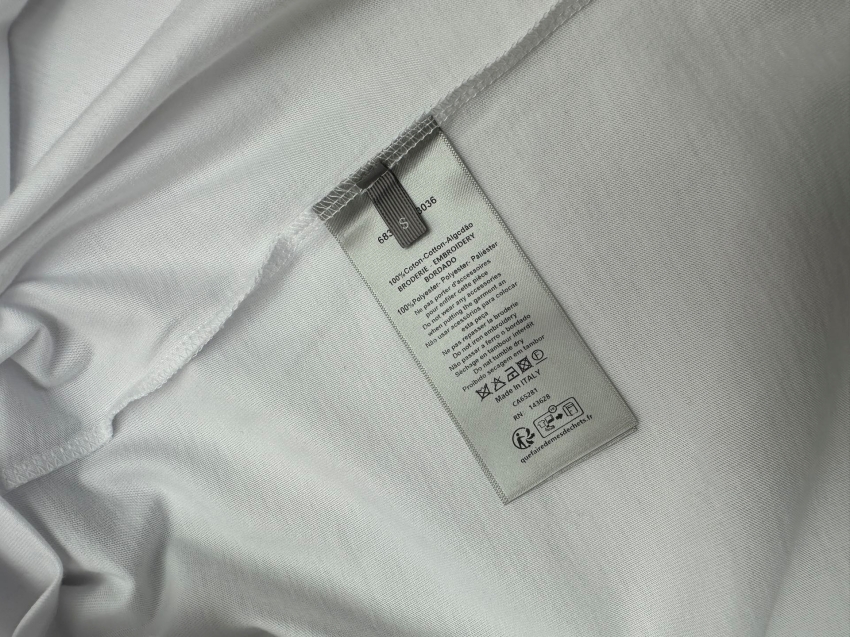 S
100%Coton-Cotton-Algodão
BRODERIE EMBROIDERY
BORDADO
100%Polyester- Polyester- Poliéster
Ne pas porter d'accessoires
pour enfiler cette pièce
Do not wear any accessories
when putting the garment on
Não usar acessórios para colocar
esta peça
Ne pas repasser la broderie
Do not iron embroidery
Não passar a ferro o bordado
Séchage en tambour interdit
Do not tumble dry
Proibido secagem em tambor
Made in ITALY
CA65281
RN: 143628
quefairedemesdechets.fr